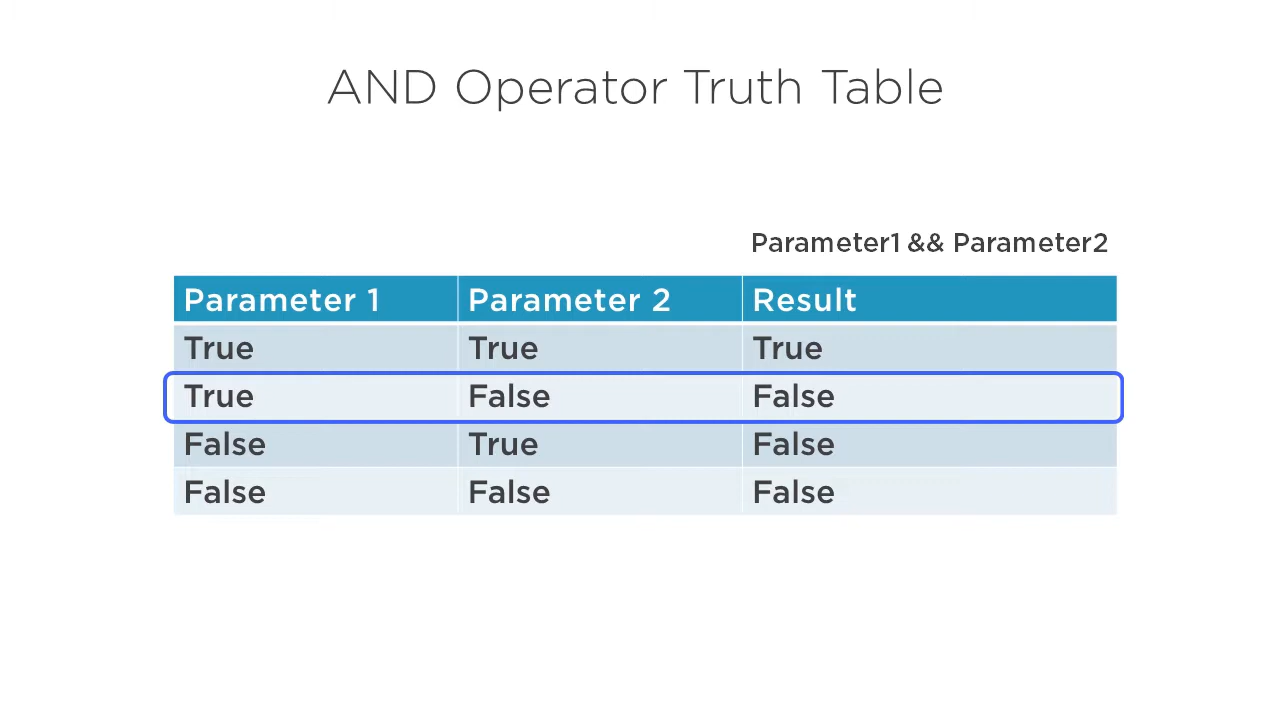 AND Operator Truth Table
Parameter1 && Parameter2
Parameter 1 Parameter 2 Result
True True True
True False False
False True False
False False False